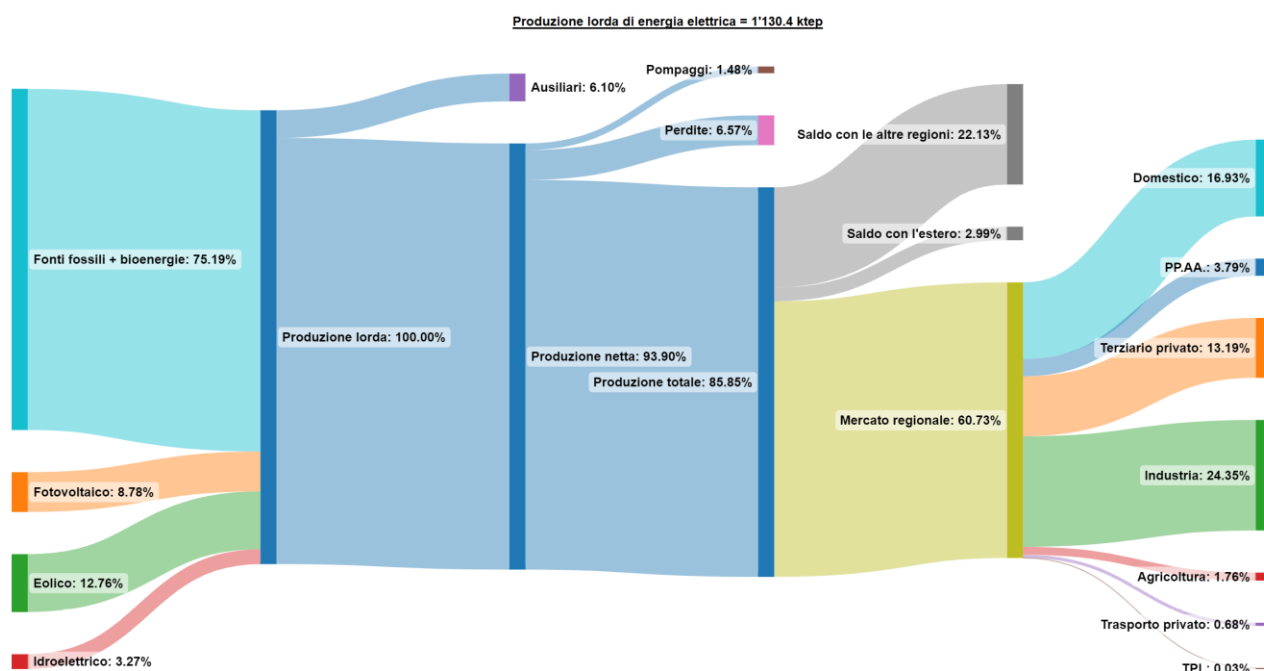 Produzione lorda di energia elettrica = 1'130.4 ktep
Fonti fossili + bioenergie: 75.19%
Fotovoltaico: 8.78%
Eolico: 12.76%
Idroelettrico: 3.27%
Produzione lorda: 100.00%
Ausiliari: 6.10%
Produzione netta: 93.90%
Pompaggi: 1.48%
Perdite: 6.57%
Produzione totale: 85.85%
Saldo con le altre regioni: 22.13%
Saldo con l'estero: 2.99%
Mercato regionale: 60.73%
Domestico: 16.93%
PP.AA.: 3.79%
Terziario privato: 13.19%
Industria: 24.35%
Agricoltura: 1.76%
Trasporto privato: 0.68%
TPL: 0.03%